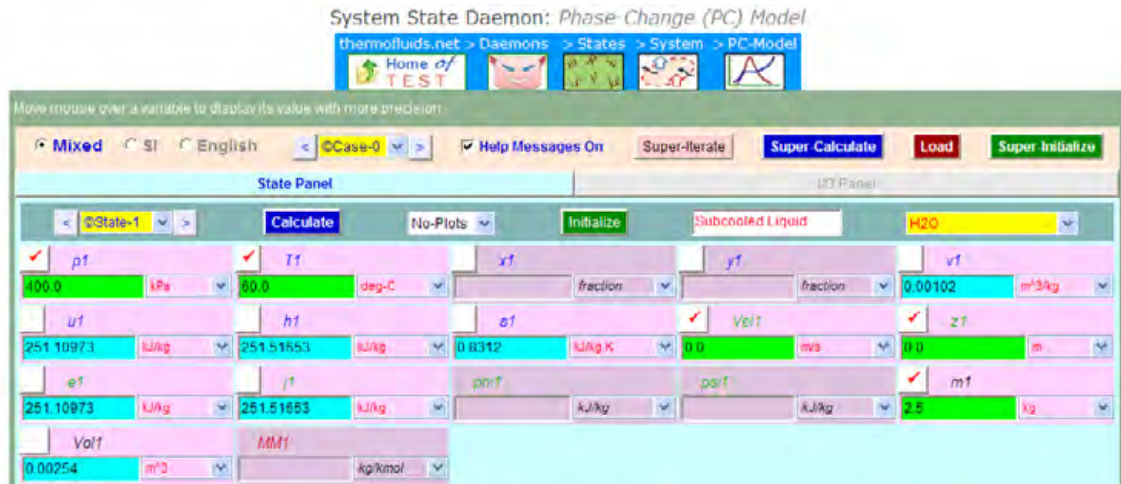 System State Daemon: Phase Change (PC) Model
thermofluids.net > Daemons > States > System > PC-Model
Home of
TEST
Move mouse over a variable to display its value with more precision.
Mixed SI English < ©Case-0 > Help Messages On Super-Iterate Super-Calculate Load Super-Initialize
State Panel I/O Panel
< ©State-1 > Calculate No-Plots Initialize Subcooled Liquid H2O
p1 T1 x1 y1 v1
400.0 kPa 60.0 deg-C fraction fraction 0.00102 m^3/kg
u1 h1 s1 Vel1 z1
251.10973 kJ/kg 251.51653 kJ/kg 0.8312 kJ/kg.K 0.0 m/s 0.0 m
e1 j1 phi1 psi1 m1
251.10973 kJ/kg 251.51653 kJ/kg kJ/kg kJ/kg 2.5 kg
Vol1 MM1
0.00254 m^3 kg/kmol